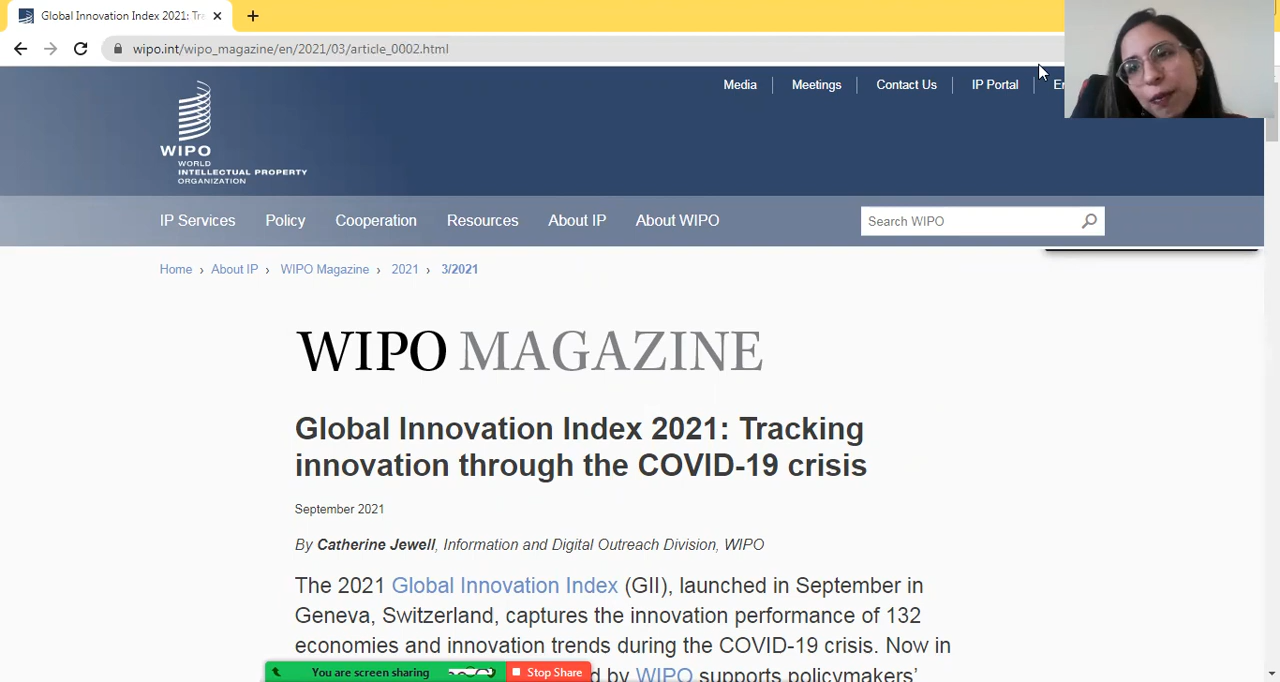 Global Innovation Index 2021: Tra
wipo.int/wipo_magazine/en/2021/03/article_0002.html
Media
Meetings
Contact Us
IP Portal
WIPO
WORLD
INTELLECTUAL PROPERTY
ORGANIZATION
IP Services
Policy
Cooperation
Resources
About IP
About WIPO
Search WIPO
Home › About IP › WIPO Magazine › 2021 › 3/2021
WIPO MAGAZINE
Global Innovation Index 2021: Tracking
innovation through the COVID-19 crisis
September 2021
By Catherine Jewell, Information and Digital Outreach Division, WIPO
The 2021 Global Innovation Index (GII), launched in September in
Geneva, Switzerland, captures the innovation performance of 132
economies and innovation trends during the COVID-19 crisis. Now in
d by WIPO supports policymakers'
You are screen sharing
Stop Share